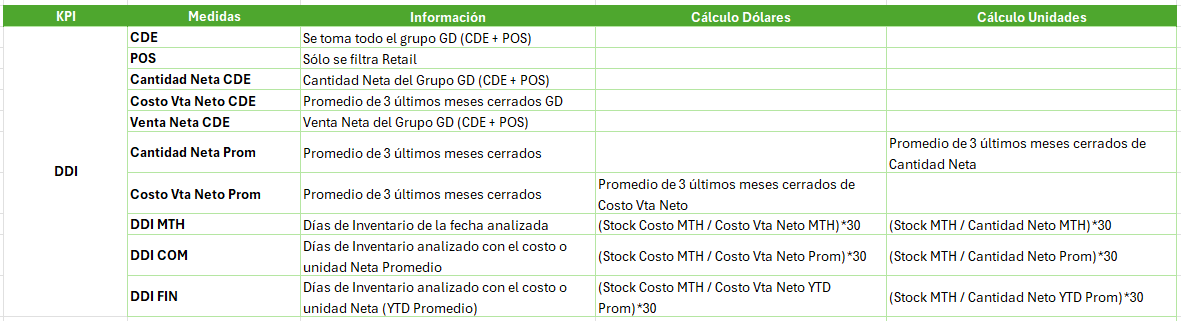 KPI Medidas Información Cálculo Dólares Cálculo Unidades
DDI
CDE Se toma todo el grupo GD (CDE + POS)
POS Sólo se filtra Retail
Cantidad Neta CDE Cantidad Neta del Grupo GD (CDE + POS)
Costo Vta Neto CDE Promedio de 3 últimos meses cerrados GD
Venta Neta CDE Venta Neta del Grupo GD (CDE + POS)
Cantidad Neta Prom Promedio de 3 últimos meses cerrados
Promedio de 3 últimos meses cerrados de
Cantidad Neta
Costo Vta Neto Prom Promedio de 3 últimos meses cerrados
Promedio de 3 últimos meses cerrados de
Costo Vta Neto
DDI MTH Días de Inventario de la fecha analizada (Stock Costo MTH / Costo Vta Neto MTH)*30 (Stock MTH / Cantidad Neto MTH)*30
DDI COM
Días de Inventario analizado con el costo o
unidad Neta Promedio
(Stock Costo MTH / Costo Vta Neto Prom)*30 (Stock MTH / Cantidad Neto Prom)*30
DDI FIN
Días de Inventario analizado con el costo o
unidad Neta (YTD Promedio)
(Stock Costo MTH / Costo Vta Neto YTD
Prom)*30
(Stock MTH / Cantidad Neto YTD Prom)*30